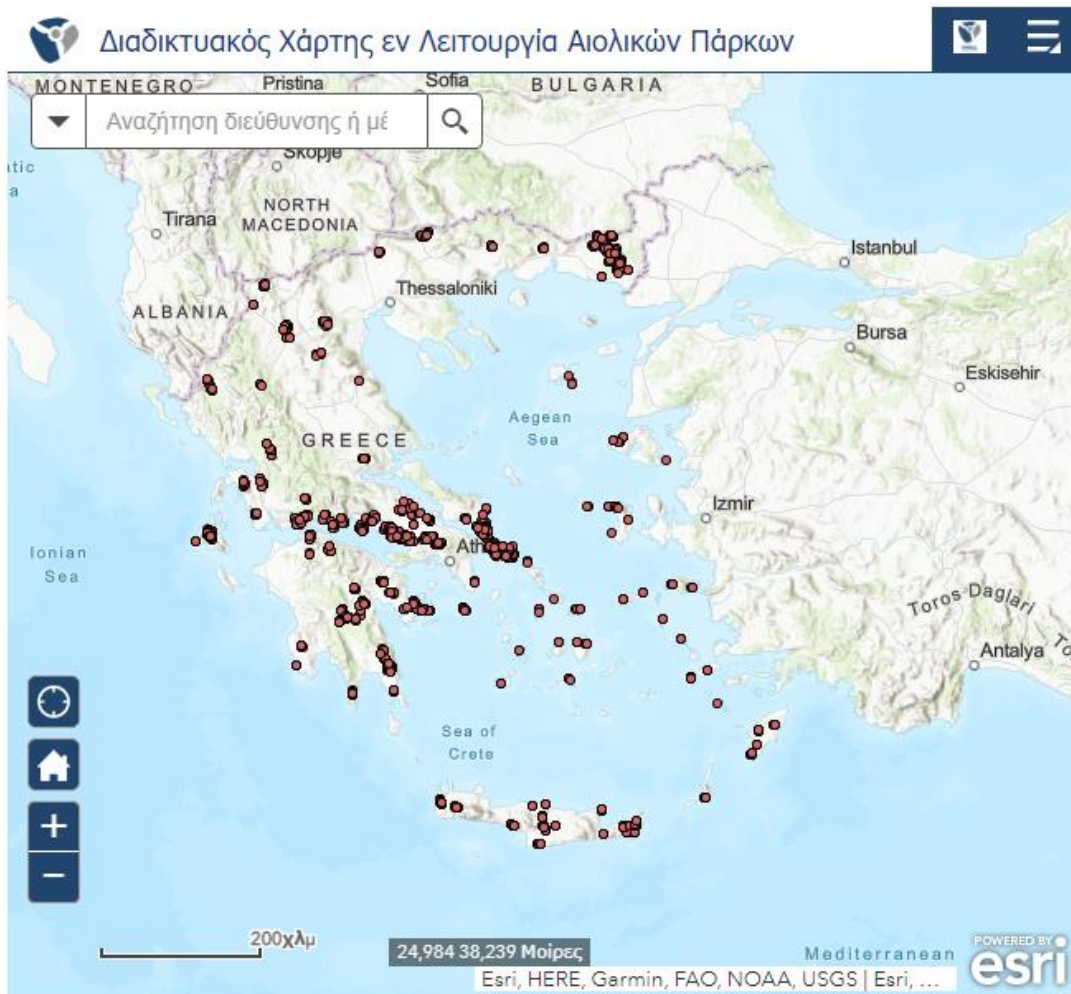 Διαδικτυακός Χάρτης εν Λειτουργία Αιολικών Πάρκων
MONTENEGRO
Pristina
Sofia
BULGARIA
Αναζήτηση διεύθυνσης ή μέ
Skopje
Tirana
NORTH
MACEDONIA
Istanbul
Thessaloniki
ALBANIA
Bursa
Eskisehir
Aegean
Sea
GREECE
Izmir
Ionian
Sea
Ath
Toros Daglari
To
Antalya
Sea of
Crete
+
−
200χλμ
24,984 38,239 Μοίρες
Mediterranean
POWERED BY
esri
Esri, HERE, Garmin, FAO, NOAA, USGS | Esri, ...